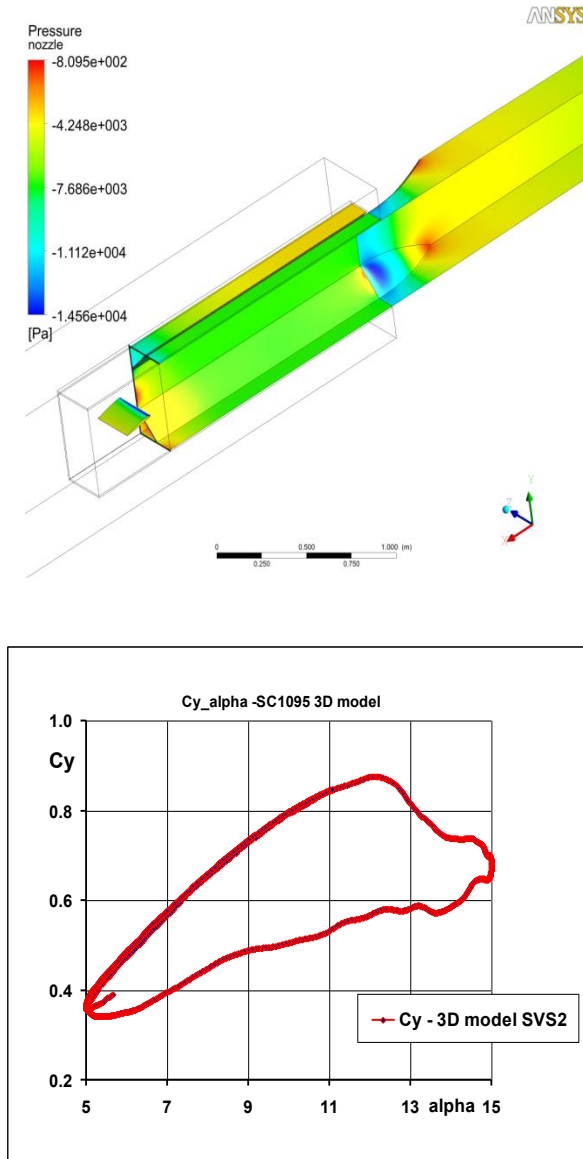 ANSYS
Pressure
nozzle
-8.095e+002
-4.248e+003
-7.686e+003
-1.112e+004
-1.456e+004
[Pa]
Y
Z
X
0 0.500 1.000 (m)
0.250 0.750
Cy_alpha -SC1095 3D model
1.0
Cy
0.8
0.6
0.4
Cy - 3D model SVS2
0.2
5 7 9 11 13 alpha 15